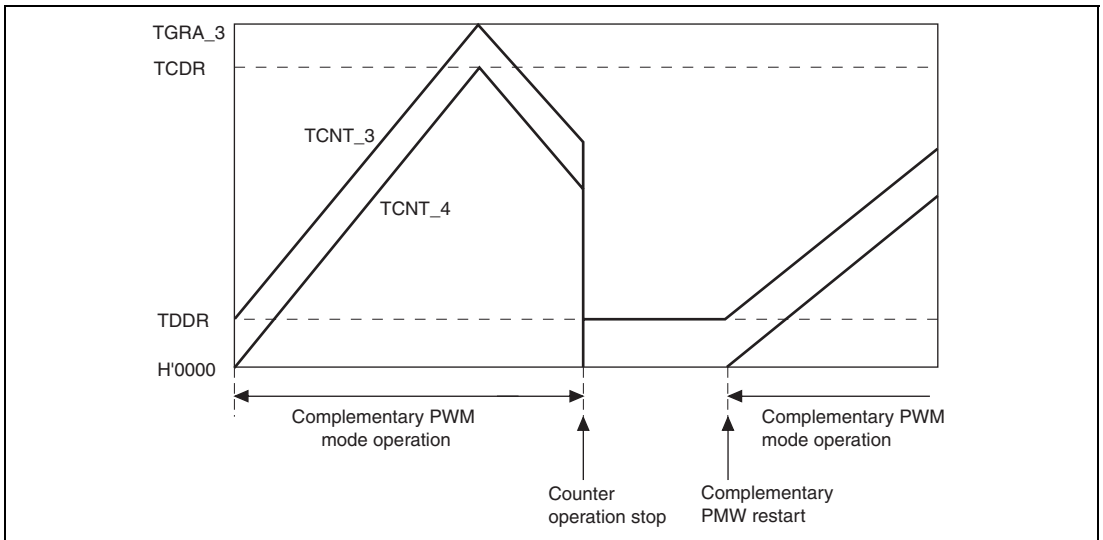 TGRA_3
TCDR
TCNT_3
TCNT_4
TDDR
H'0000
Complementary PWM
mode operation
Complementary PWM
mode operation
Counter
operation stop
Complementary
PMW restart